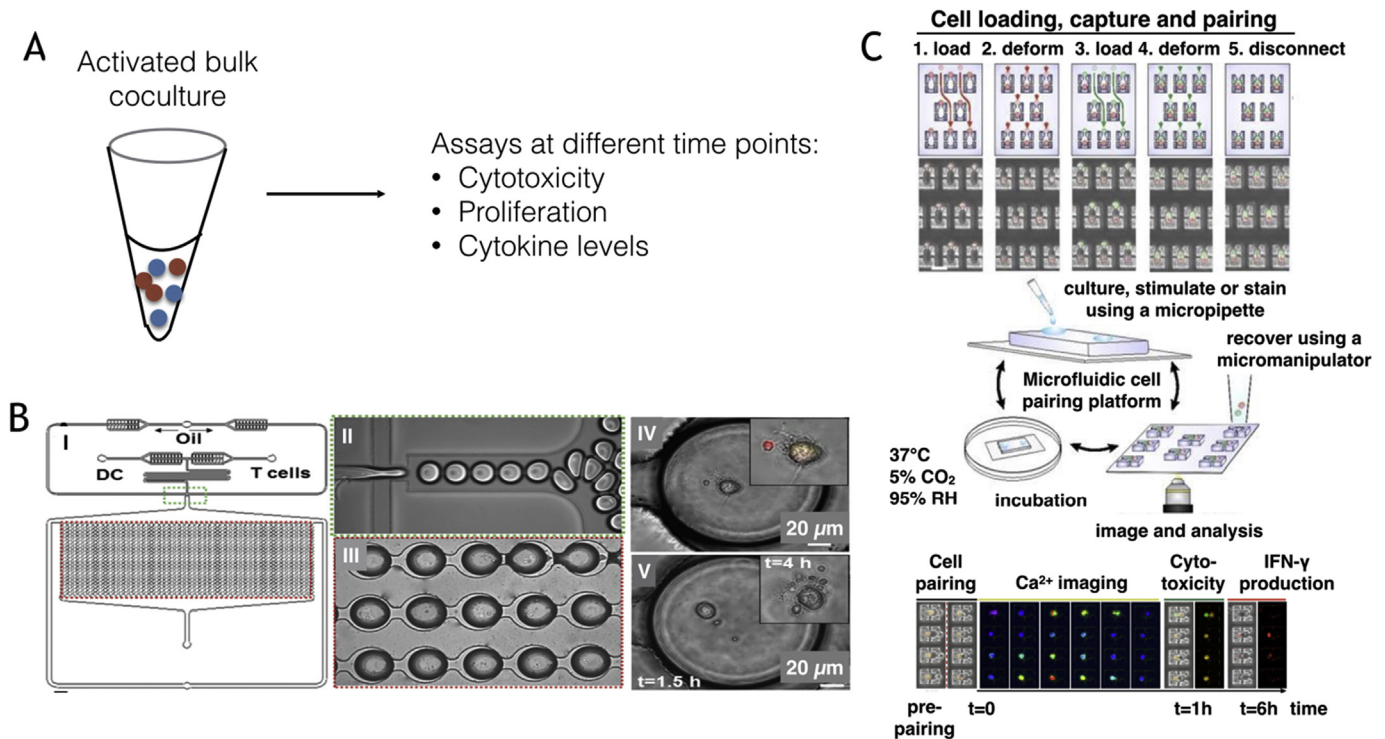 A
Activated bulk
coculture
Assays at different time points:
• Cytotoxicity
• Proliferation
• Cytokine levels
B
I
Oil
DC
T cells
II
III
IV
20 µm
V
t=4 h
20 µm
t=1.5 h
C
Cell loading, capture and pairing
1. load 2. deform 3. load 4. deform 5. disconnect
culture, stimulate or stain
using a micropipette
recover using a
micromanipulator
Microfluidic cell
pairing platform
37°C
5% CO₂
95% RH
incubation
image and analysis
Cell
pairing
Ca²⁺ imaging
Cyto-
toxicity
IFN-γ
production
pre-
pairing
t=0
t=1h
t=6h
time